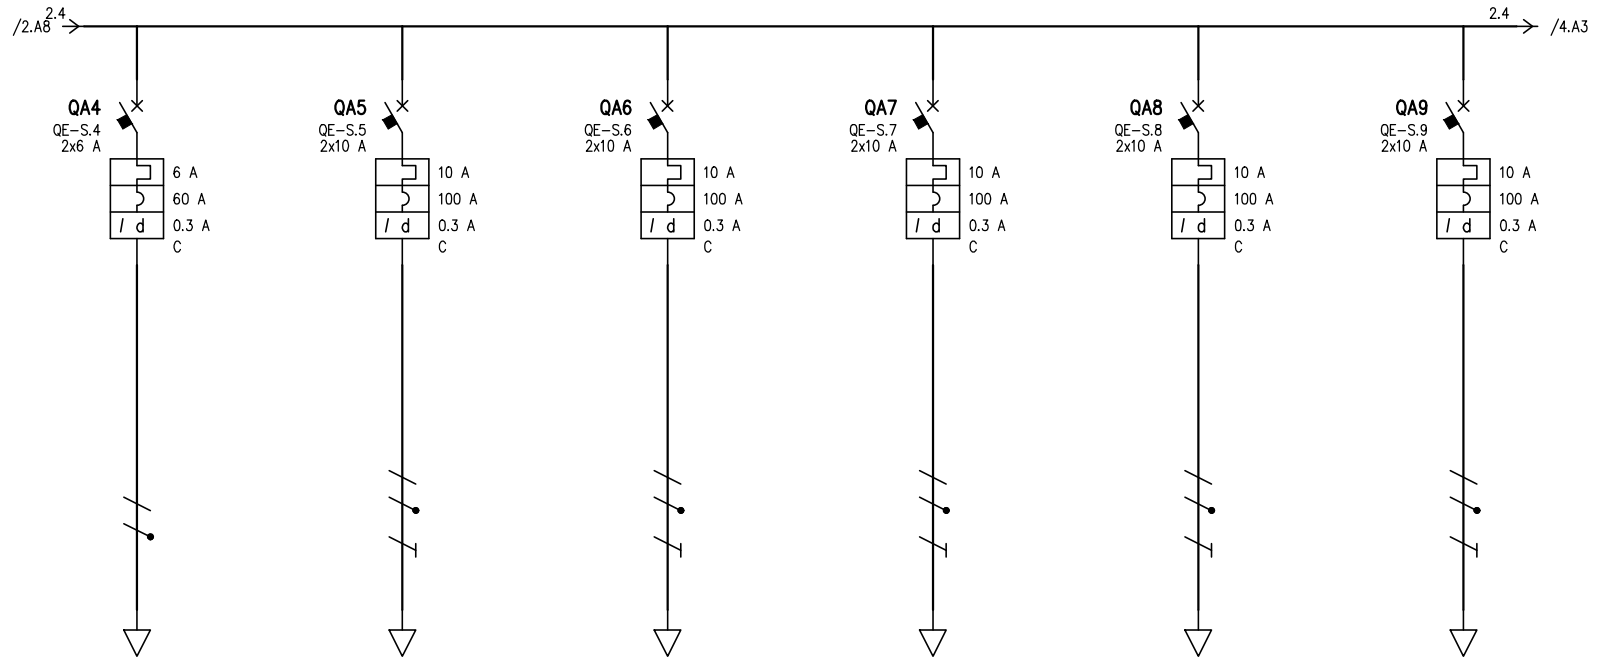 /2.A8
2.4
2.4
/4.A3
QA4
QE-S.4
2x6 A
6 A
60 A
I d
0.3 A
C
QA5
QE-S.5
2x10 A
10 A
100 A
I d
0.3 A
C
QA6
QE-S.6
2x10 A
10 A
100 A
I d
0.3 A
C
QA7
QE-S.7
2x10 A
10 A
100 A
I d
0.3 A
C
QA8
QE-S.8
2x10 A
10 A
100 A
I d
0.3 A
C
QA9
QE-S.9
2x10 A
10 A
100 A
I d
0.3 A
C